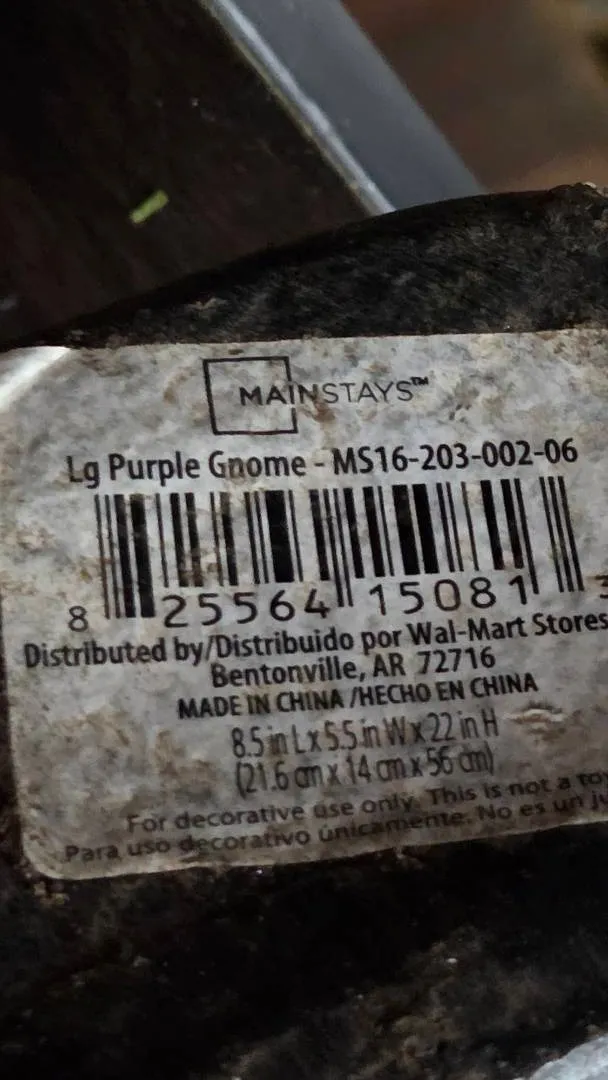 MAINSTAYS™
Lg Purple Gnome - MS16-203-002-06
8 25564 15081
Distributed by/Distribuido por Wal-Mart Stores
Bentonville, AR 72716
MADE IN CHINA /HECHO EN CHINA
8.5 in L x 5.5 in W x 22 in H
(21.6 cm x 14 cm x 56 cm)
For decorative use only. This is not a
Para uso decorativo únicamente. No es un